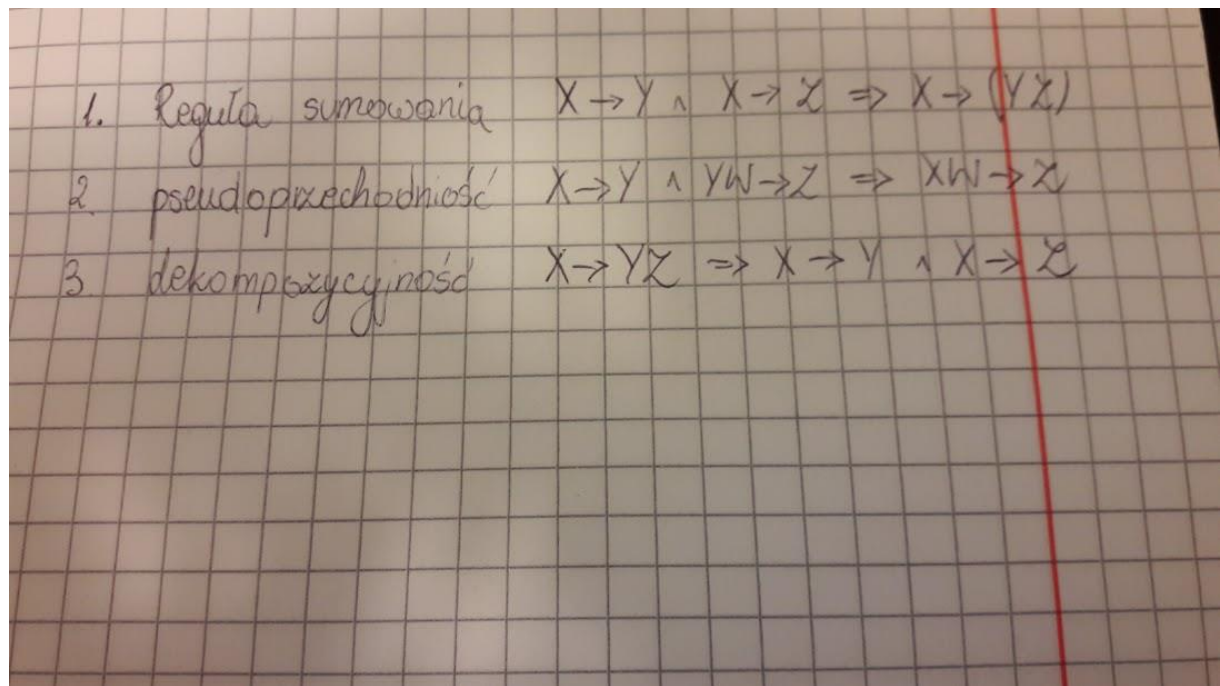 1. Reguła sumowania X → Y ∧ X → Z ⇒ X → (YZ)
2. pseudoprzechodniość X → Y ∧ YW → Z ⇒ XW → Z
3. dekompozycyjność X → YZ ⇒ X → Y ∧ X → Z